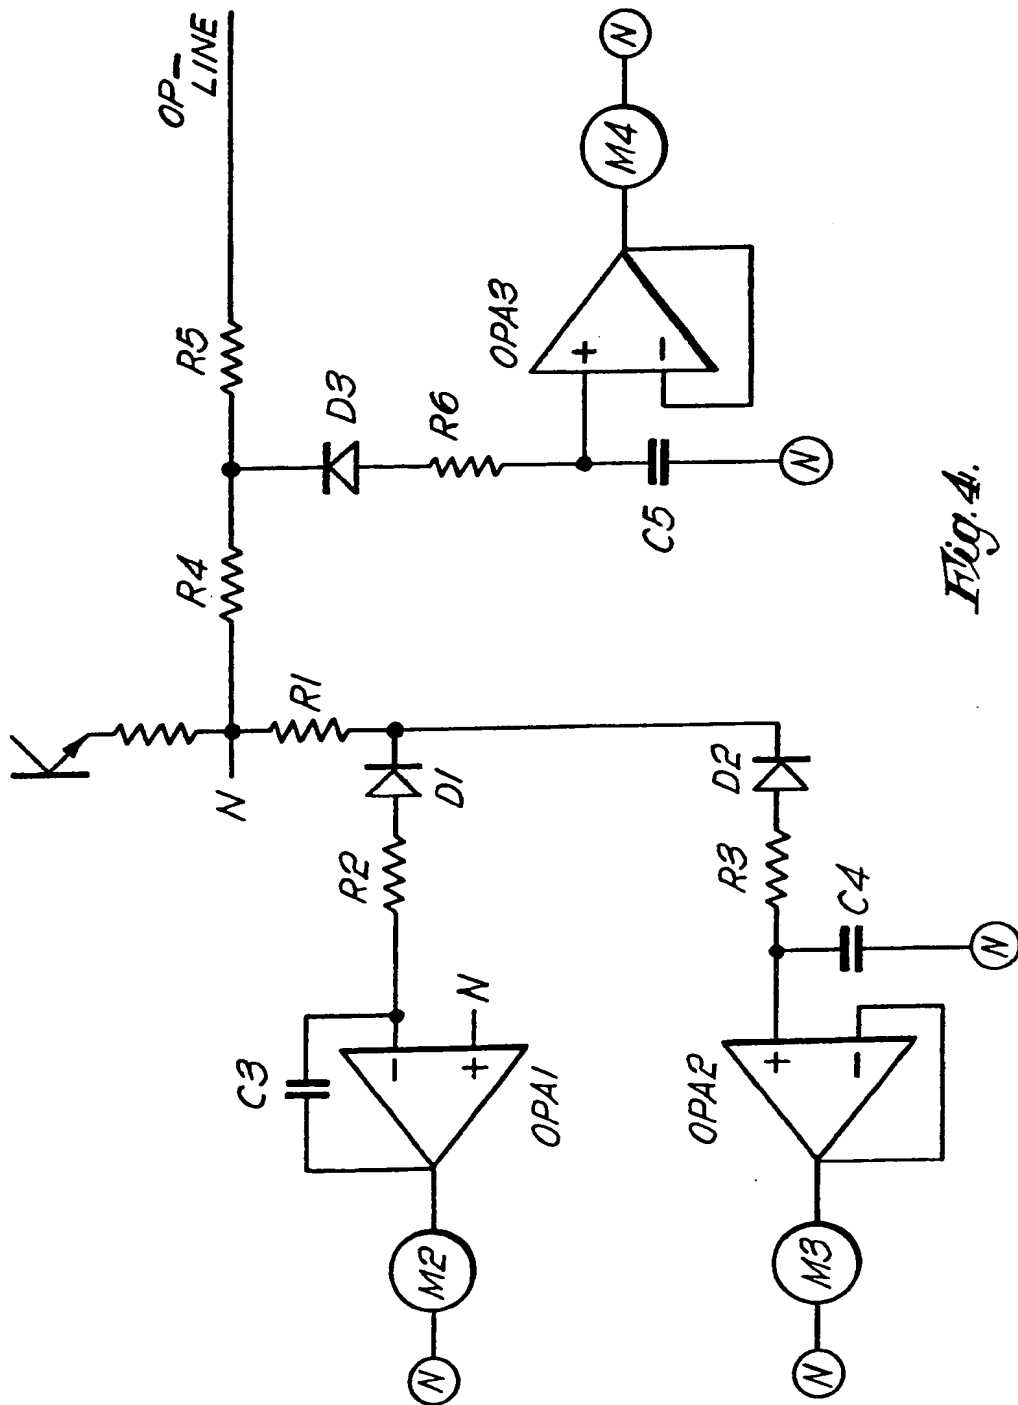 OP-
LINE
R5
R4
D3
R6
C5
N
OPA3
+
-
M4
N
N
R1
D1
R2
C3
-
+
N
OPA1
M2
N
D2
R3
C4
N
OPA2
+
-
M3
N
Fig. 4.